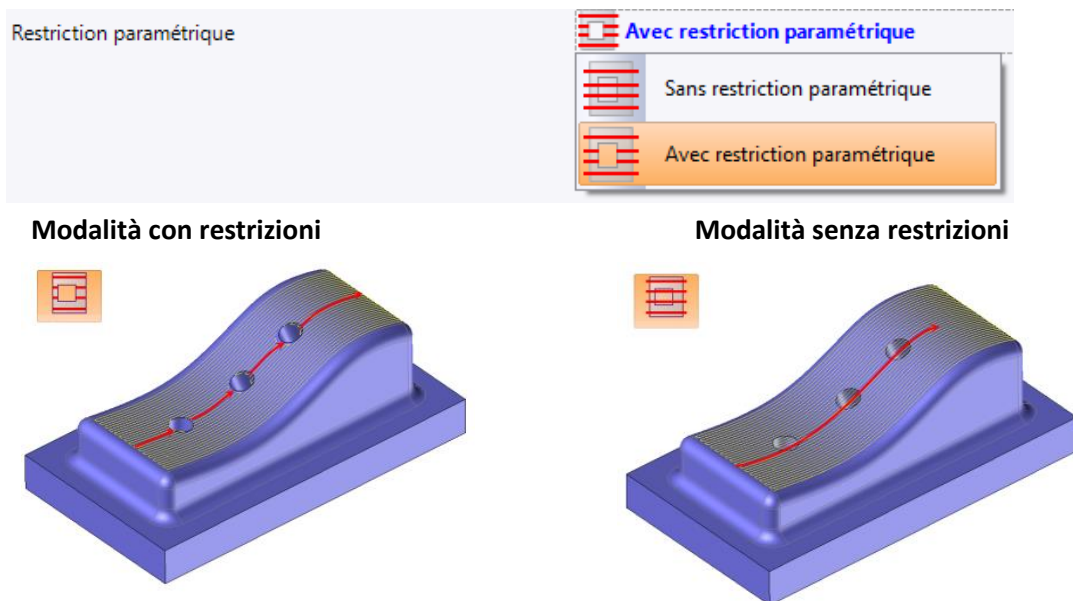 Restriction paramétrique
Avec restriction paramétrique
Sans restriction paramétrique
Avec restriction paramétrique
Modalità con restrizioni
Modalità senza restrizioni